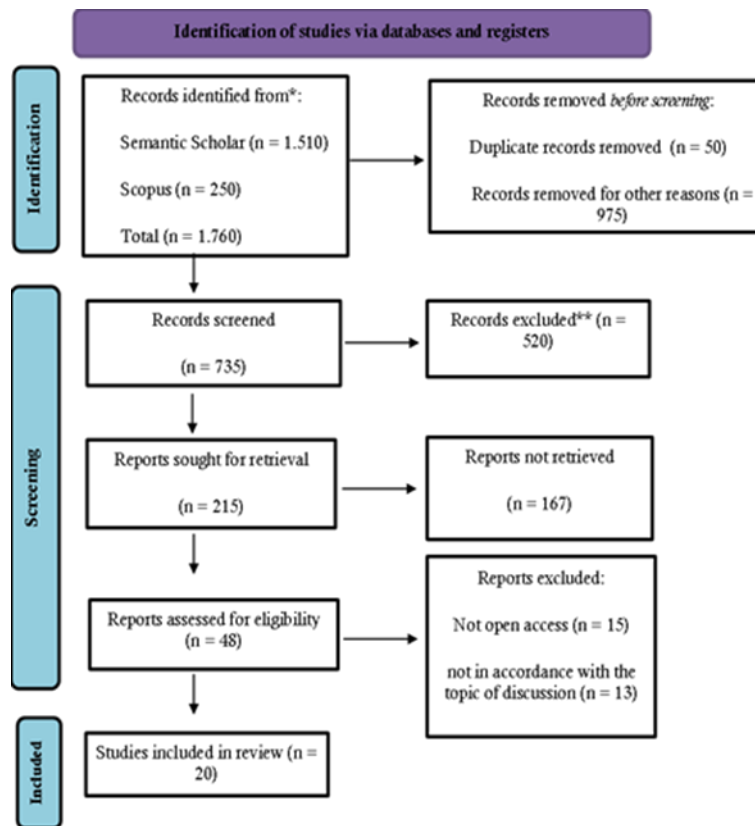 Identification of studies via databases and registers
Identification
Records identified from*:
Semantic Scholar (n = 1.510)
Scopus (n = 250)
Total (n = 1.760)
Records removed before screening:
Duplicate records removed (n = 50)
Records removed for other reasons (n =
975)
Screening
Records screened
(n = 735)
Records excluded** (n =
520)
Reports sought for retrieval
(n = 215)
Reports not retrieved
(n = 167)
Reports assessed for eligibility
(n = 48)
Reports excluded:
Not open access (n = 15)
not in accordance with the
topic of discussion (n = 13)
Included
Studies included in review (n =
20)